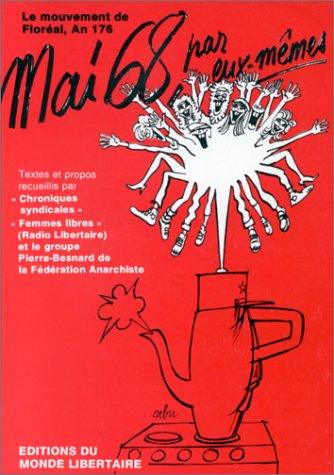 Le mouvement de
Floréal, An 176
Mai 68 par
eux-mêmes
Textes et propos
recueillis par
« Chroniques
syndicales »
« Femmes libres »
(Radio Libertaire)
et le groupe
Pierre-Besnard de
la Fédération Anarchiste
cabu
EDITIONS DU
MONDE LIBERTAIRE